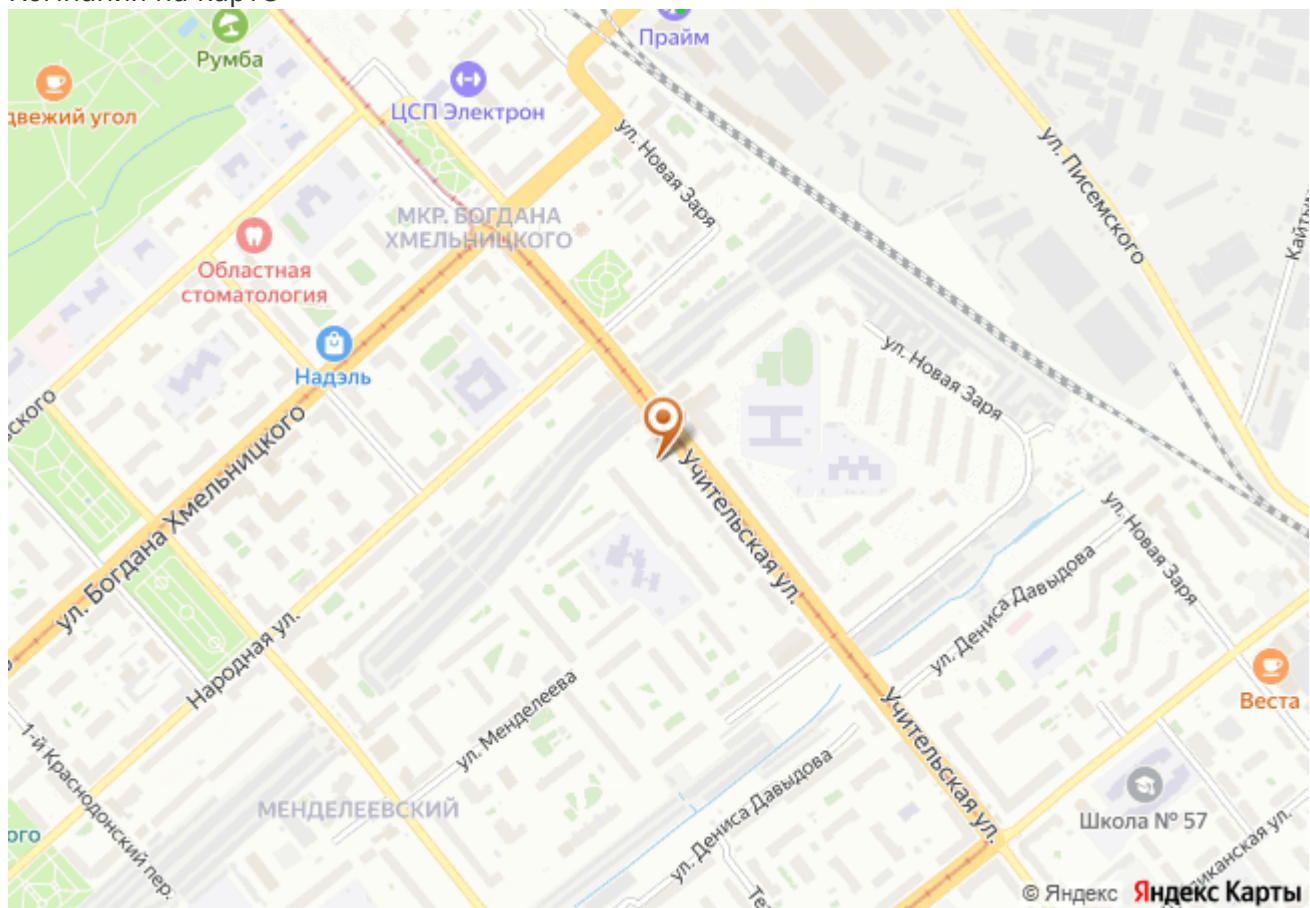 Румба
Прайм
ЦСП Электрон
двежий угол
ул. Новая Заря
ул. Писемского
МКР. БОГДАНА
ХМЕЛЬНИЦКОГО
Областная
стоматология
Надэль
ул. Новая Заря
ул. Богдана Хмельницкого
Учительская ул.
ул. Новая Заря
ул. Дениса Давыдова
Народная ул.
Веста
ул. Менделеева
Учительская ул.
1-й Краснодонский пер.
МЕНДЕЛЕЕВСКИЙ
ул. Дениса Давыдова
Школа № 57
ого
© Яндекс Яндекс Карты